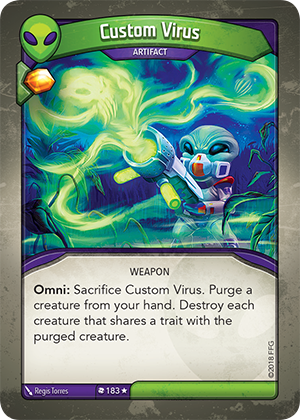 Custom Virus
ARTIFACT
WEAPON
Omni: Sacrifice Custom Virus. Purge a
creature from your hand. Destroy each
creature that shares a trait with the
purged creature.
©2018 FFG
Regis Torres
183